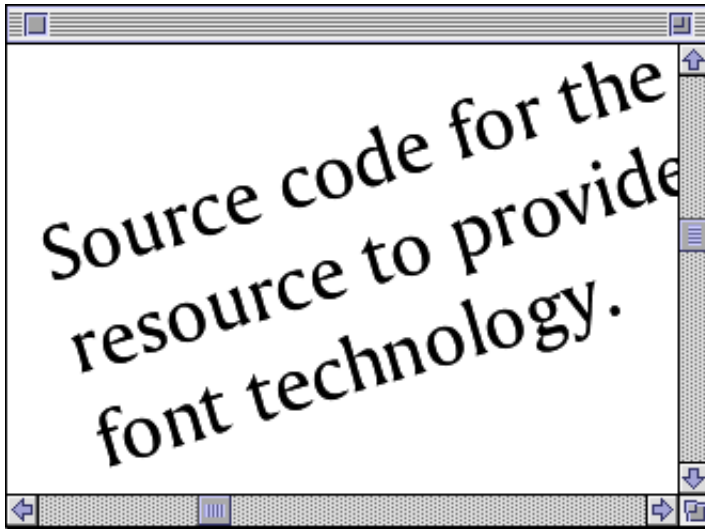 Source code for the
resource to provide
font technology.